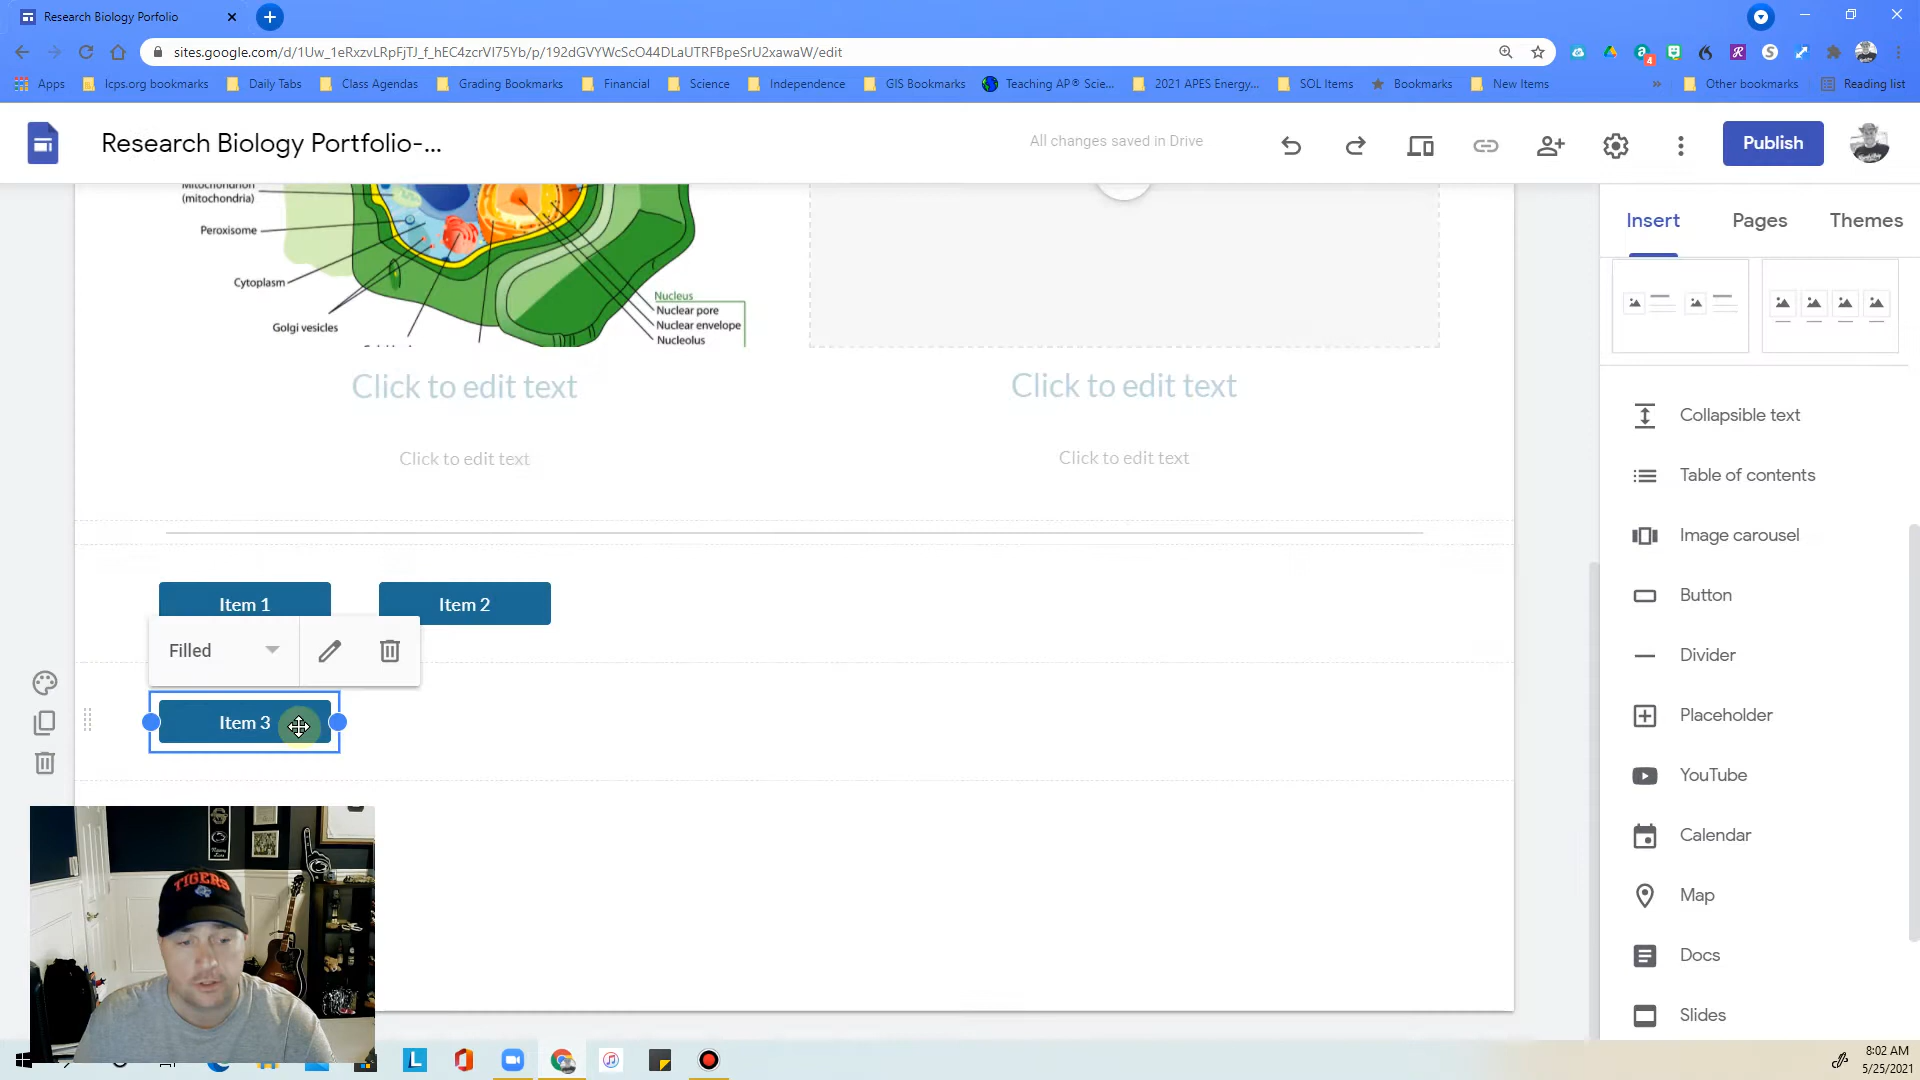 Research Biology Porfolio
sites.google.com/d/1Uw_1eRxzvLRpFjTJ_f_hEC4zcrVI75Yb/p/192dGVYWcScO44DLaUTRFBpeSrU2xawaW/edit
4
Apps lcps.org bookmarks Daily Tabs Class Agendas Grading Bookmarks Financial Science Independence GIS Bookmarks Teaching AP® Scie... 2021 APES Energy... SOL Items Bookmarks New Items » Other bookmarks Reading list
Research Biology Portfolio-...
All changes saved in Drive
Publish
Insert Pages Themes
Mitochondrion
(mitochondria)
Peroxisome
Cytoplasm
Golgi vesicles
Nucleus
Nuclear pore
Nuclear envelope
Nucleolus
Click to edit text Click to edit text
Click to edit text Click to edit text
Item 1 Item 2
Filled
Item 3
Collapsible text
Table of contents
Image carousel
Button
Divider
Placeholder
YouTube
Calendar
Map
Docs
Slides
TIGERS
L
8:02 AM
5/25/2021